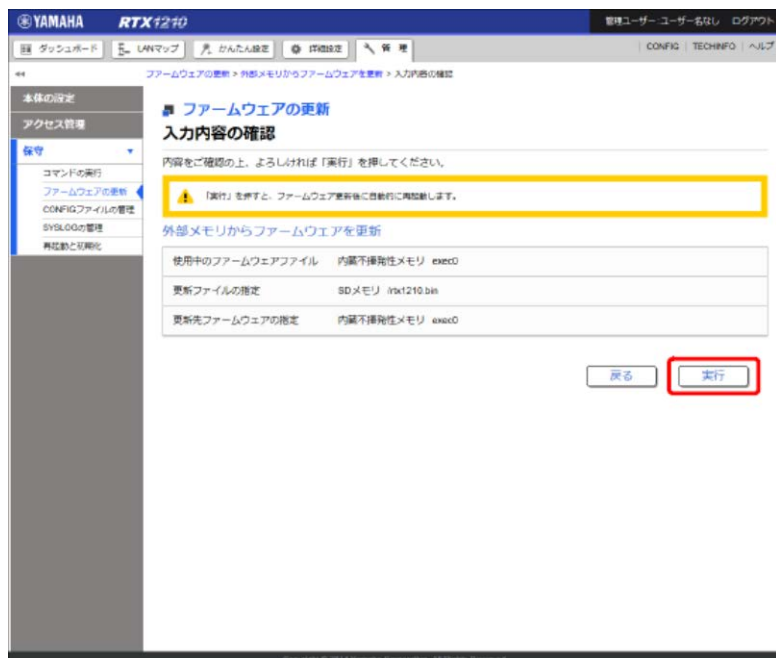 YAMAHA RTX1210 管理ユーザー:ユーザー名なし ログアウト
ダッシュボード LANマップ かんたん設定 詳細設定 管理 CONFIG | TECHINFO | ヘルプ
ファームウェアの更新 > 外部メモリからファームウェアを更新 > 入力内容の確認
本体の設定
アクセス管理
保守
コマンドの実行
ファームウェアの更新
CONFIGファイルの管理
SYSLOGの管理
再起動と初期化
ファームウェアの更新
入力内容の確認
内容をご確認の上、よろしければ「実行」を押してください。
「実行」を押すと、ファームウェア更新後に自動的に再起動します。
外部メモリからファームウェアを更新
使用中のファームウェアファイル 内蔵不揮発性メモリ exec0
更新ファイルの指定 SDメモリ /rtx1210.bin
更新先ファームウェアの指定 内蔵不揮発性メモリ exec0
戻る 実行